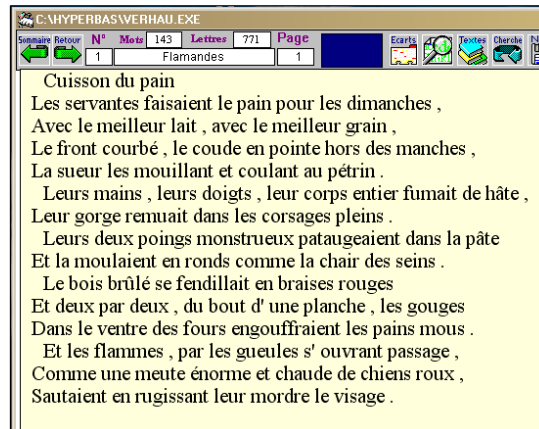 C:\HYPERBAS\VERHAU.EXE
Sommaire Retour N° Mots 143 Lettres 771 Page Ecarts Textes Cherche
1 Flamandes 1
Cuisson du pain
Les servantes faisaient le pain pour les dimanches ,
Avec le meilleur lait , avec le meilleur grain ,
Le front courbé , le coude en pointe hors des manches ,
La sueur les mouillant et coulant au pétrin .
Leurs mains , leurs doigts , leur corps entier fumait de hâte ,
Leur gorge remuait dans les corsages pleins .
Leurs deux poings monstrueux pataugeaient dans la pâte
Et la moulaient en ronds comme la chair des seins .
Le bois brûlé se fendillait en braises rouges
Et deux par deux , du bout d' une planche , les gouges
Dans le ventre des fours engouffraient les pains mous .
Et les flammes , par les gueules s' ouvrant passage ,
Comme une meute énorme et chaude de chiens roux ,
Sautaient en rugissant leur mordre le visage .